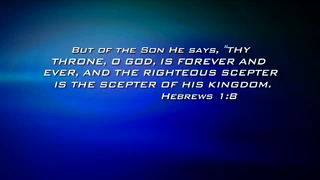 But of the Son He says, "THY
THRONE, O GOD, IS FOREVER AND
EVER, AND THE RIGHTEOUS SCEPTER
IS THE SCEPTER OF HIS KINGDOM.
Hebrews 1:8